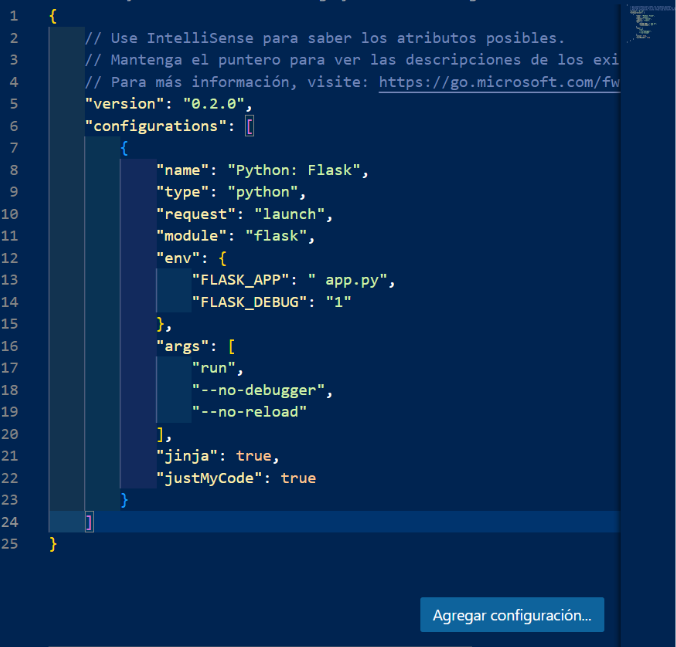 1 {
2 // Use IntelliSense para saber los atributos posibles.
3 // Mantenga el puntero para ver las descripciones de los exi
4 // Para más información, visite: https://go.microsoft.com/fw
5 "version": "0.2.0",
6 "configurations": [
7 {
8 "name": "Python: Flask",
9 "type": "python",
10 "request": "launch",
11 "module": "flask",
12 "env": {
13 "FLASK_APP": " app.py",
14 "FLASK_DEBUG": "1"
15 },
16 "args": [
17 "run",
18 "--no-debugger",
19 "--no-reload"
20 ],
21 "jinja": true,
22 "justMyCode": true
23 }
24 ]
25 }
Agregar configuración...